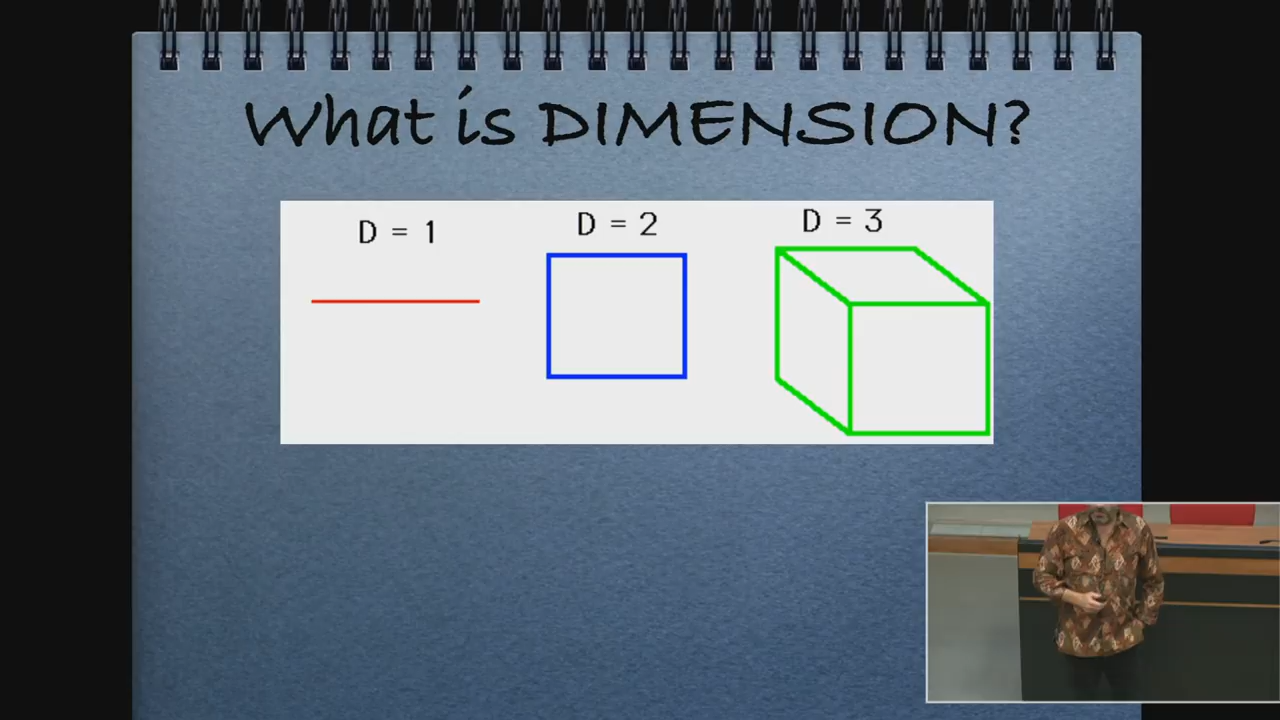 What is DIMENSION?
D = 1
D = 2
D = 3